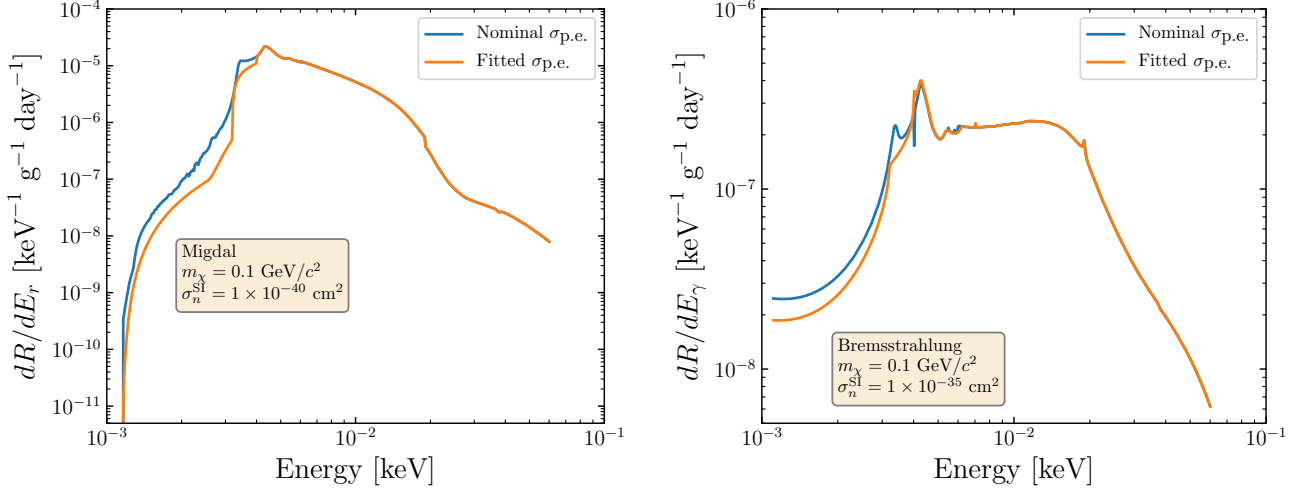 10^{-4}
10^{-5}
10^{-6}
10^{-7}
10^{-8}
10^{-9}
10^{-10}
10^{-11}
dR/dE_r [keV^{-1} g^{-1} day^{-1}]
Nominal σ_{p.e.}
Fitted σ_{p.e.}
Migdal
m_χ = 0.1 GeV/c^2
σ_n^{SI} = 1 × 10^{-40} cm^2
10^{-3}
10^{-2}
10^{-1}
Energy [keV]
10^{-6}
10^{-7}
10^{-8}
dR/dE_γ [keV^{-1} g^{-1} day^{-1}]
Nominal σ_{p.e.}
Fitted σ_{p.e.}
Bremsstrahlung
m_χ = 0.1 GeV/c^2
σ_n^{SI} = 1 × 10^{-35} cm^2
10^{-3}
10^{-2}
10^{-1}
Energy [keV]